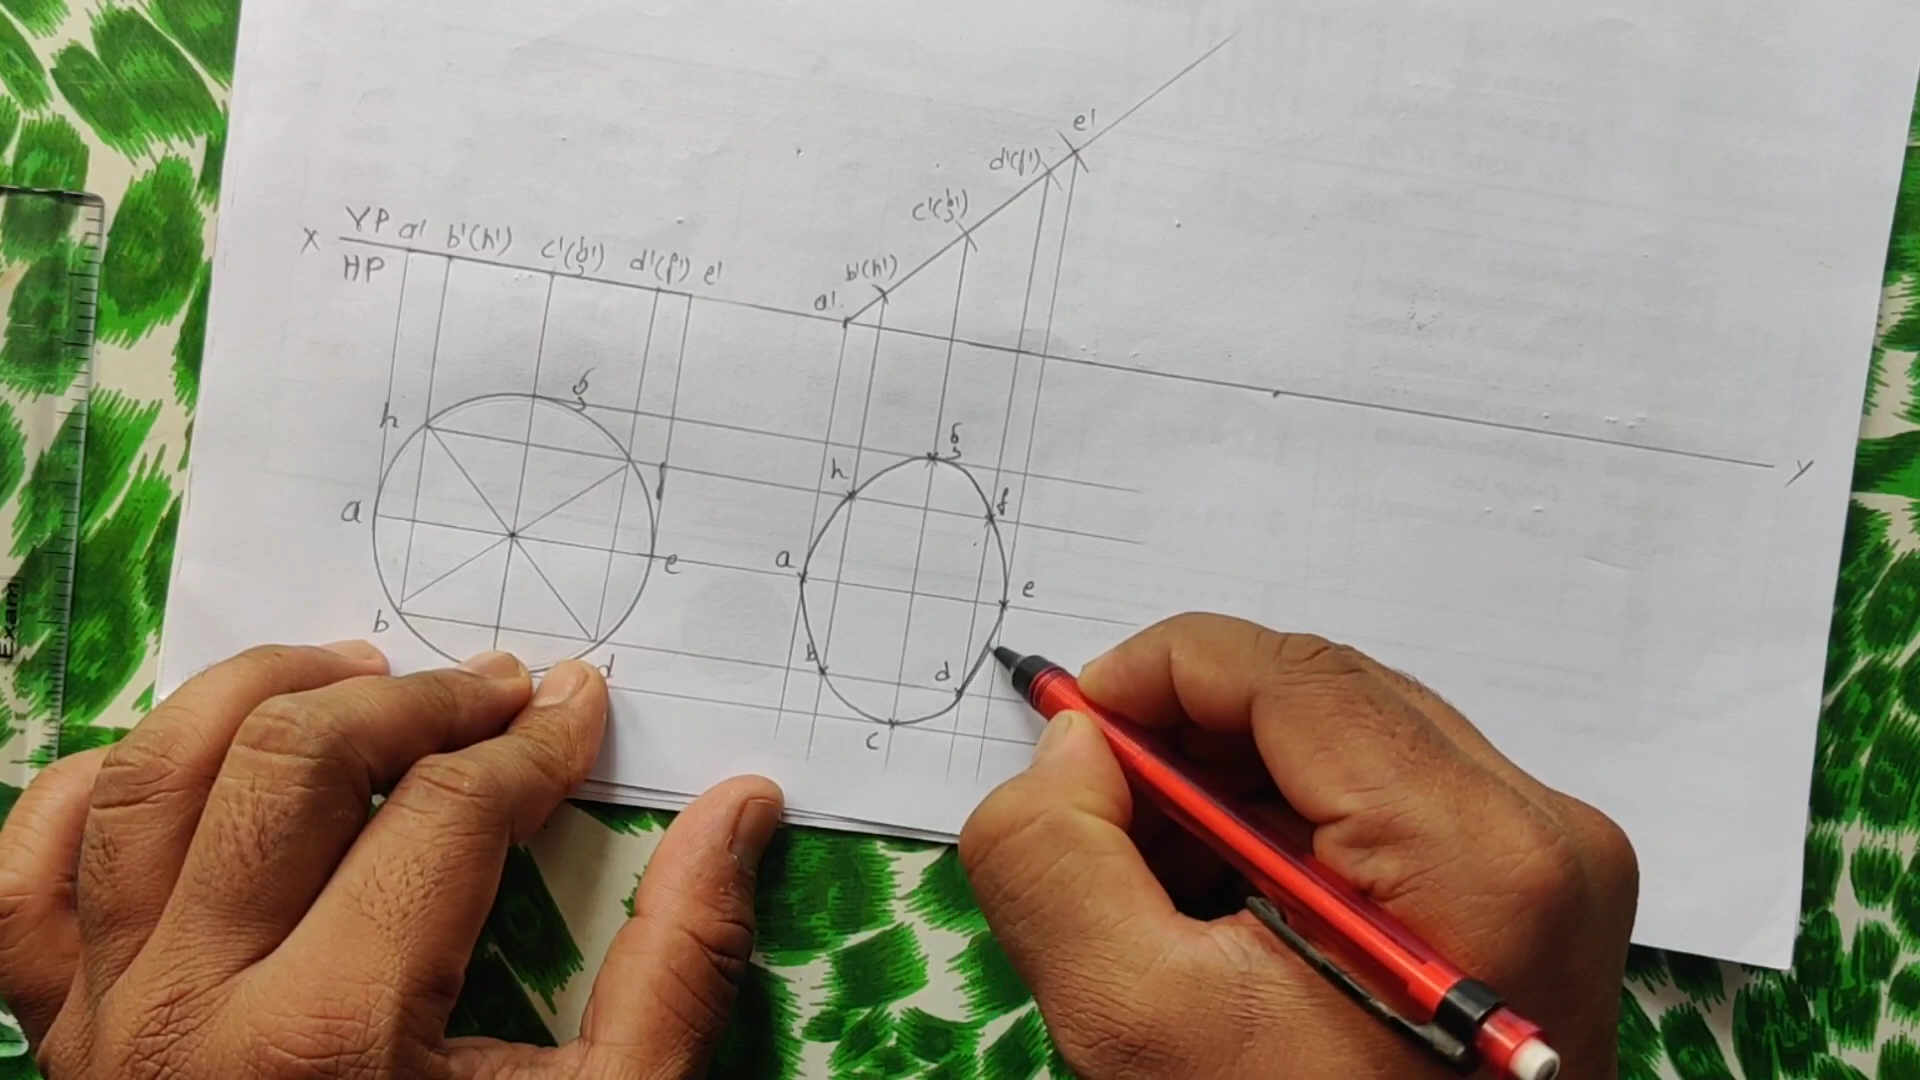 X VP a' b'(h') c'(g') d'(f') e'
HP
a' b'(h') c'(g') d'(f') e'
Y
g
h
f
a
e
b
d
g
h
f
a
e
b
d
c
Exam